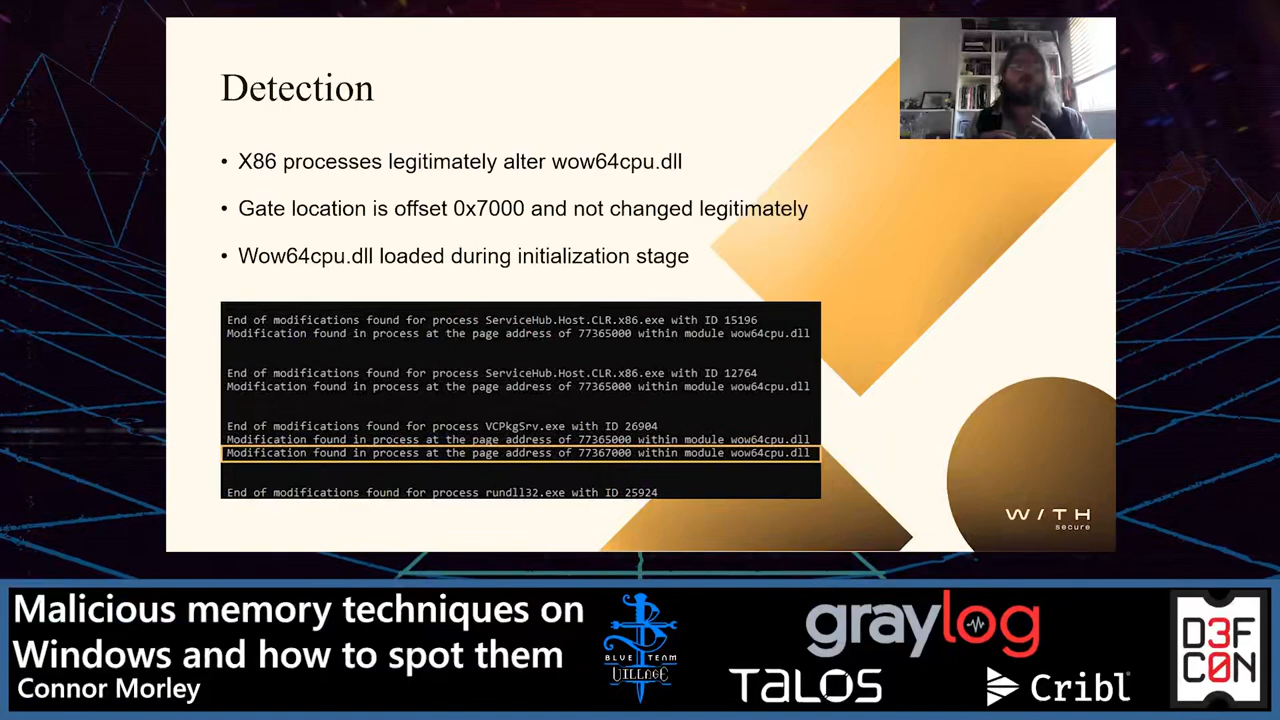 Detection
• X86 processes legitimately alter wow64cpu.dll
• Gate location is offset 0x7000 and not changed legitimately
• Wow64cpu.dll loaded during initialization stage
End of modifications found for process ServiceHub.Host.CLR.x86.exe with ID 15196
Modification found in process at the page address of 77365000 within module wow64cpu.dll
End of modifications found for process ServiceHub.Host.CLR.x86.exe with ID 12764
Modification found in process at the page address of 77365000 within module wow64cpu.dll
End of modifications found for process VCPkgSrv.exe with ID 26904
Modification found in process at the page address of 77365000 within module wow64cpu.dll
Modification found in process at the page address of 77367000 within module wow64cpu.dll
End of modifications found for process rundll32.exe with ID 25924
W/TH
secure
Malicious memory techniques on
Windows and how to spot them
Connor Morley
BLUE TEAM
VILLAGE
graylog
TALOS
Cribl
D3F
C0N